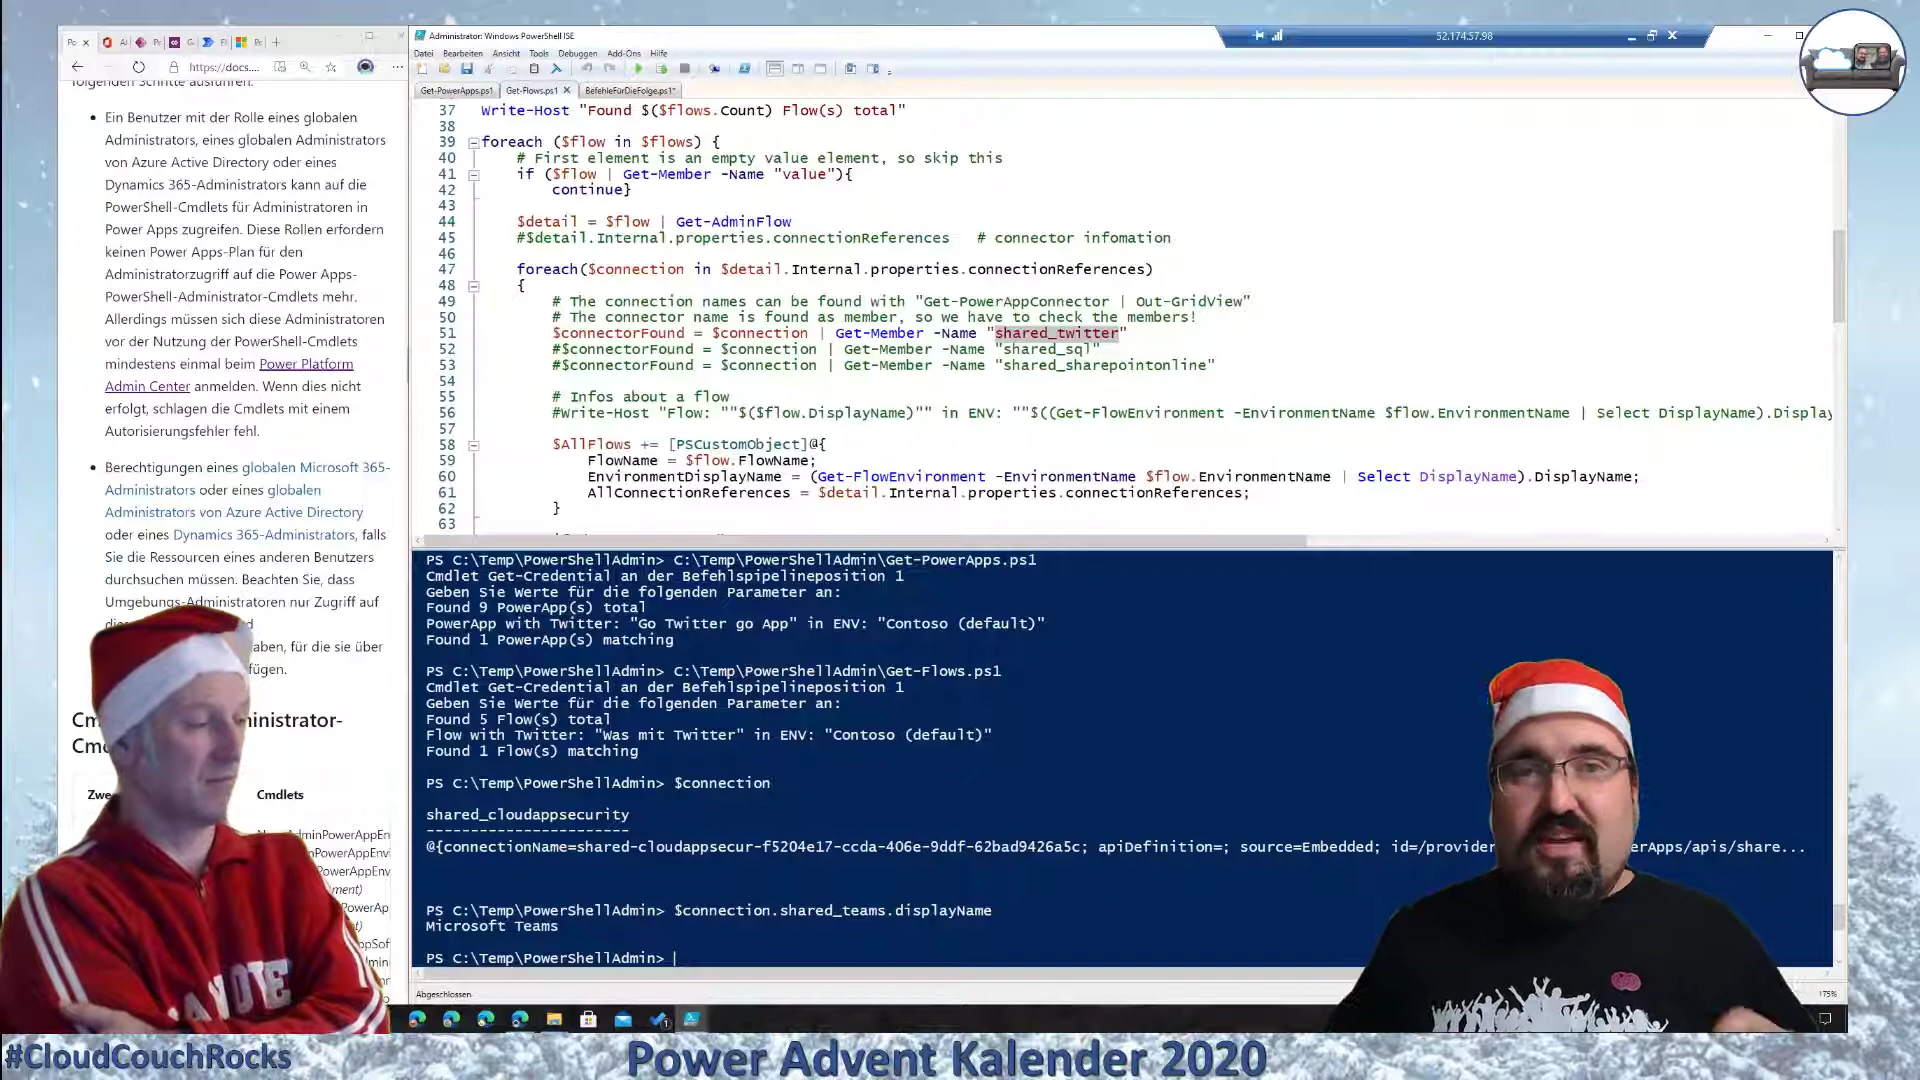 https://docs....
folgenden Schritte ausführen.
Ein Benutzer mit der Rolle eines globalen
Administrators, eines globalen Administrators
von Azure Active Directory oder eines
Dynamics 365-Administrators kann auf die
PowerShell-Cmdlets für Administratoren in
Power Apps zugreifen. Diese Rollen erfordern
keinen Power Apps-Plan für den
Administratorzugriff auf die Power Apps-
PowerShell-Administrator-Cmdlets mehr.
Allerdings müssen sich diese Administratoren
vor der Nutzung der PowerShell-Cmdlets
mindestens einmal beim Power Platform
Admin Center anmelden. Wenn dies nicht
erfolgt, schlagen die Cmdlets mit einem
Autorisierungsfehler fehl.
Berechtigungen eines globalen Microsoft 365-
Administrators oder eines globalen
Administrators von Azure Active Directory
oder eines Dynamics 365-Administrators, falls
Sie die Ressourcen eines anderen Benutzers
durchsuchen müssen. Beachten Sie, dass
Umgebungs-Administratoren nur Zugriff auf
aben, für die sie über
fügen.
inistrator-
Cmdlets
Administrator: Windows PowerShell ISE
52.174.57.98
Datei Bearbeiten Ansicht Tools Debuggen Add-Ons Hilfe
Get-PowerApps.ps1 Get-Flows.ps1 BefehleFürDieFolge.ps1*
37 Write-Host "Found $($flows.Count) Flow(s) total"
38
39 foreach ($flow in $flows) {
40 # First element is an empty value element, so skip this
41 if ($flow | Get-Member -Name "value"){
42 continue}
43
44 $detail = $flow | Get-AdminFlow
45 #$detail.Internal.properties.connectionReferences # connector infomation
46
47 foreach($connection in $detail.Internal.properties.connectionReferences)
48 {
49 # The connection names can be found with "Get-PowerAppConnector | Out-GridView"
50 # The connector name is found as member, so we have to check the members!
51 $connectorFound = $connection | Get-Member -Name "shared_twitter"
52 #$connectorFound = $connection | Get-Member -Name "shared_sql"
53 #$connectorFound = $connection | Get-Member -Name "shared_sharepointonline"
54
55 # Infos about a flow
56 #Write-Host "Flow: ""$($flow.DisplayName)"" in ENV: ""$((Get-FlowEnvironment -EnvironmentName $flow.EnvironmentName | Select DisplayName).Display
57
58 $AllFlows += [PSCustomObject]@{
59 FlowName = $flow.FlowName;
60 EnvironmentDisplayName = (Get-FlowEnvironment -EnvironmentName $flow.EnvironmentName | Select DisplayName).DisplayName;
61 AllConnectionReferences = $detail.Internal.properties.connectionReferences;
62 }
63
PS C:\Temp\PowerShellAdmin> C:\Temp\PowerShellAdmin\Get-PowerApps.ps1
Cmdlet Get-Credential an der Befehlspipelineposition 1
Geben Sie Werte für die folgenden Parameter an:
Found 9 PowerApp(s) total
PowerApp with Twitter: "Go Twitter go App" in ENV: "Contoso (default)"
Found 1 PowerApp(s) matching
PS C:\Temp\PowerShellAdmin> C:\Temp\PowerShellAdmin\Get-Flows.ps1
Cmdlet Get-Credential an der Befehlspipelineposition 1
Geben Sie Werte für die folgenden Parameter an:
Found 5 Flow(s) total
Flow with Twitter: "Was mit Twitter" in ENV: "Contoso (default)"
Found 1 Flow(s) matching
PS C:\Temp\PowerShellAdmin> $connection
shared_cloudappsecurity
-----------------------
@{connectionName=shared-cloudappsecur-f5204e17-ccda-406e-9ddf-62bad9426a5c; apiDefinition=; source=Embedded; id=/provider erApps/apis/share...
PS C:\Temp\PowerShellAdmin> $connection.shared_teams.displayName
Microsoft Teams
PS C:\Temp\PowerShellAdmin>
Abgeschlossen
175%
#CloudCouchRocks
Power Advent Kalender 2020